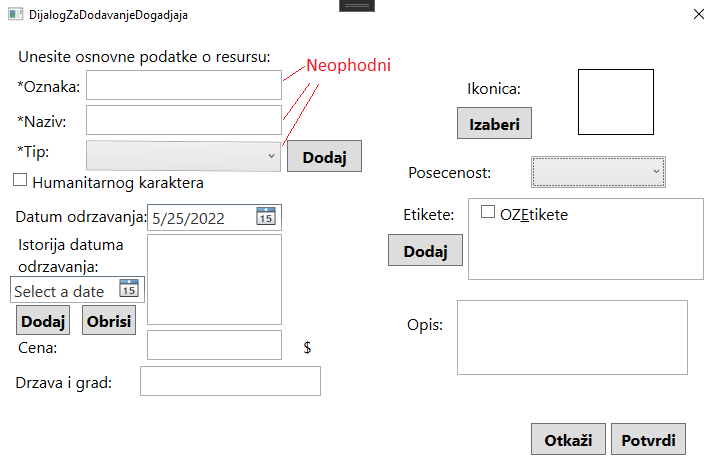 DijalogZaDodavanjeDogadjaja
Unesite osnovne podatke o resursu:
*Oznaka:
Neophodni
*Naziv:
*Tip:
Dodaj
Humanitarnog karaktera
Datum odrzavanja:
5/25/2022
15
Istorija datuma
odrzavanja:
Select a date
15
Dodaj
Obrisi
Cena:
$
Drzava i grad:
Ikonica:
Izaberi
Posecenost:
Etikete:
OZEtikete
Dodaj
Opis:
Otkaži
Potvrdi